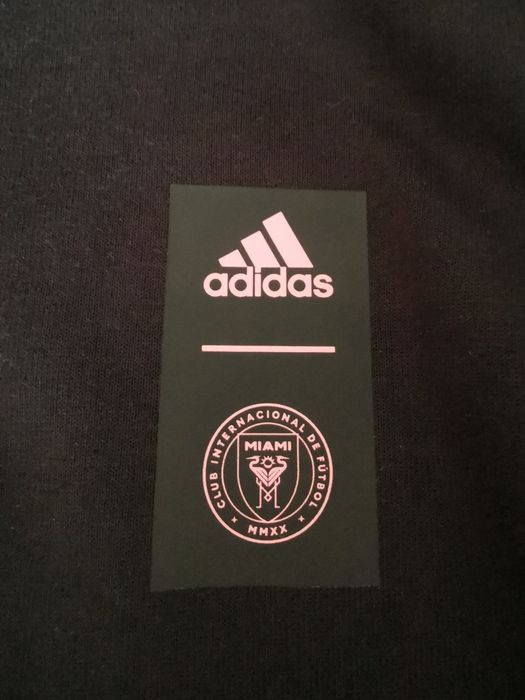 adidas
CLUB INTERNACIONAL DE FÚTBOL
MIAMI
MMXX